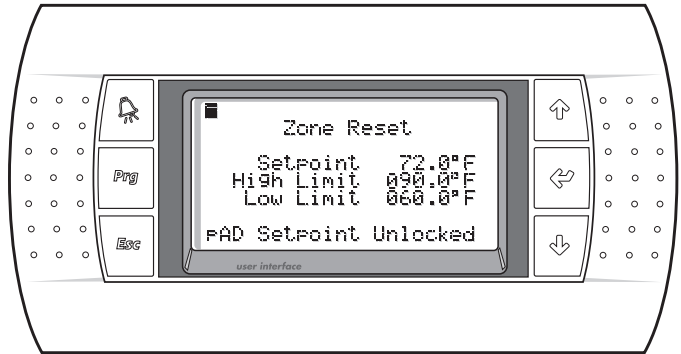 Zone Reset
Setpoint 72.0°F
High Limit 090.0°F
Low Limit 060.0°F
pAD Setpoint Unlocked
Prg
Esc
user interface